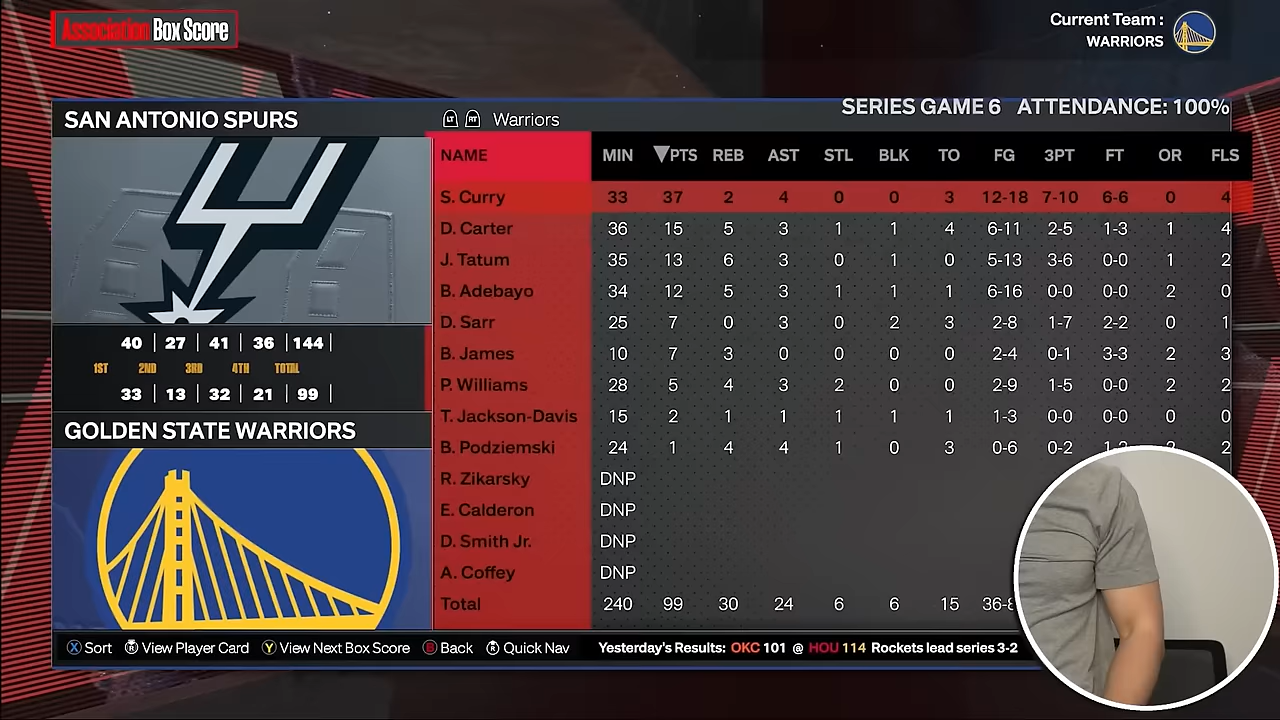 Association Box Score
Current Team :
WARRIORS
SERIES GAME 6 ATTENDANCE: 100%
SAN ANTONIO SPURS
40 27 41 36 144
1ST 2ND 3RD 4TH TOTAL
33 13 32 21 99
GOLDEN STATE WARRIORS
LT RT Warriors
NAME MIN PTS REB AST STL BLK TO FG 3PT FT OR FLS
S. Curry 33 37 2 4 0 0 3 12-18 7-10 6-6 0 4
D. Carter 36 15 5 3 1 1 4 6-11 2-5 1-3 1 4
J. Tatum 35 13 6 3 0 1 0 5-13 3-6 0-0 1 2
B. Adebayo 34 12 5 3 1 1 1 6-16 0-0 0-0 2 0
D. Sarr 25 7 0 3 0 2 3 2-8 1-7 2-2 0 1
B. James 10 7 3 0 0 0 0 2-4 0-1 3-3 2 3
P. Williams 28 5 4 3 2 0 0 2-9 1-5 0-0 2 2
T. Jackson-Davis 15 2 1 1 1 1 1 1-3 0-0 0-0 0 0
B. Podziemski 24 1 4 4 1 0 3 0-6 0-2 2
R. Zikarsky DNP
E. Calderon DNP
D. Smith Jr. DNP
A. Coffey DNP
Total 240 99 30 24 6 6 15
X Sort R View Player Card Y View Next Box Score B Back R Quick Nav Yesterday's Results: OKC 101 @ HOU 114 Rockets lead series 3-2